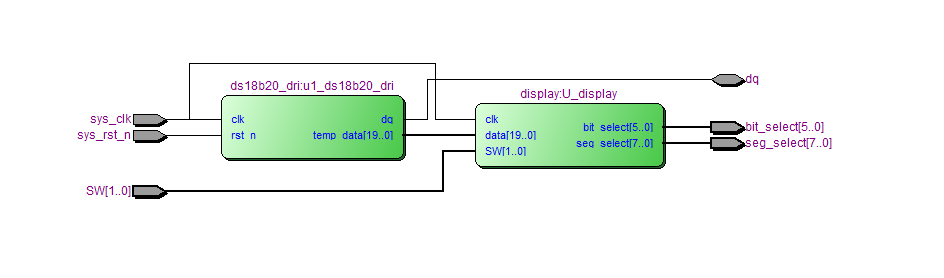 ds18b20_dri:u1_ds18b20_dri
dq
display:U_display
sys_clk
clk
dq
clk
bit_select[5..0]
bit_select[5..0]
sys_rst_n
rst_n
temp_data[19..0]
data[19..0]
seg_select[7..0]
seg_select[7..0]
SW[1..0]
SW[1..0]